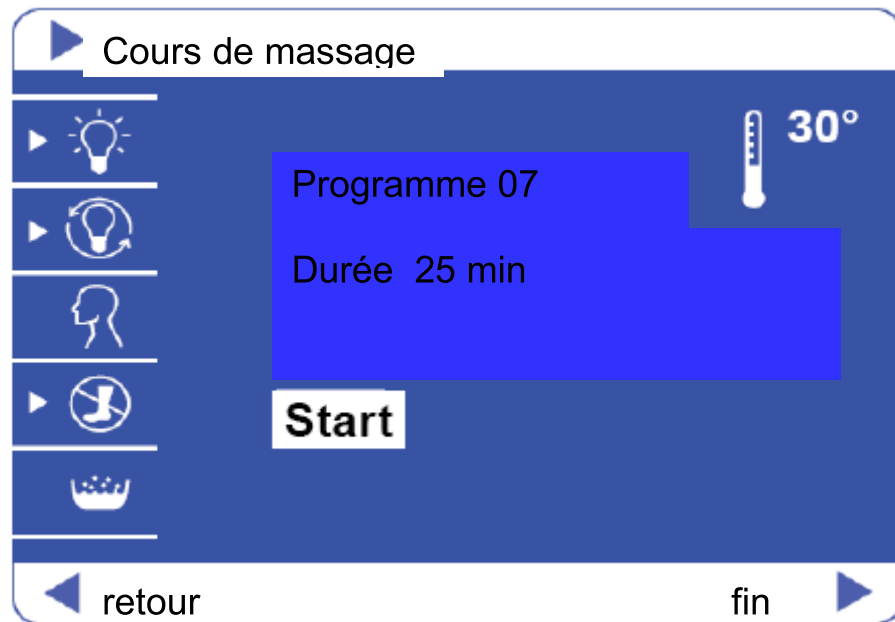 Cours de massage
30°
Programme 07
Durée 25 min
Start
retour
fin